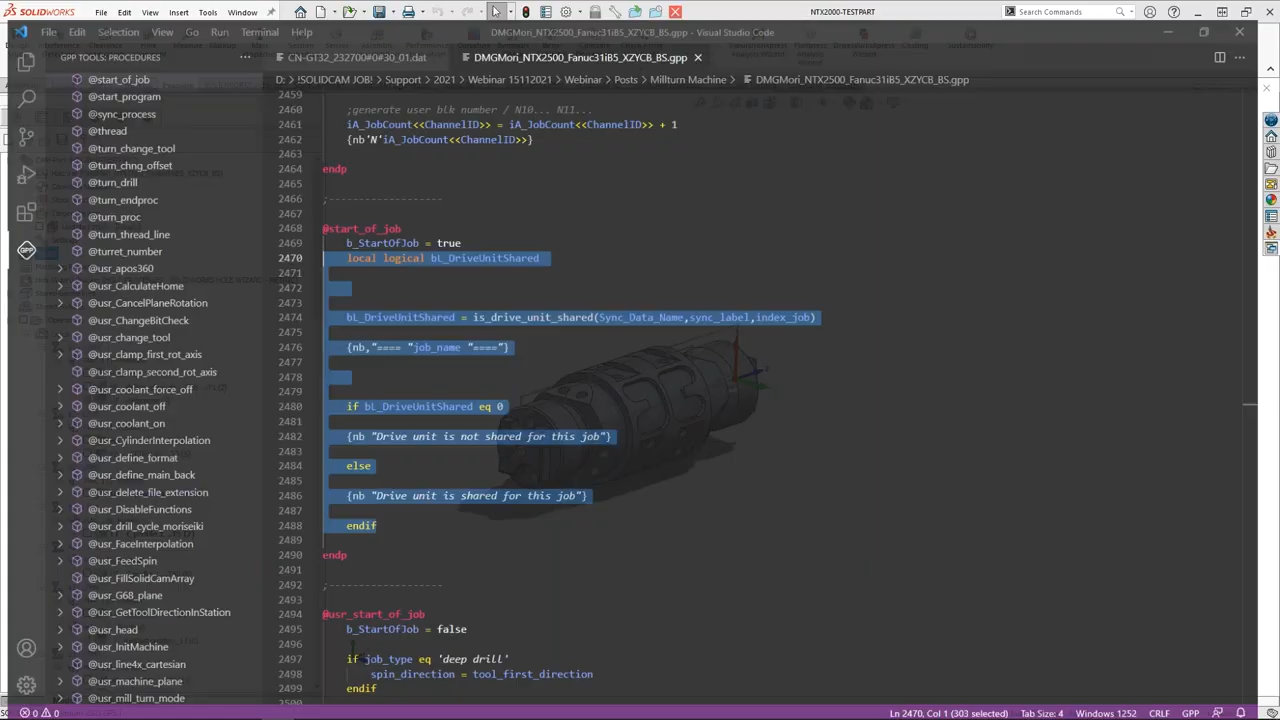 SOLIDWORKS File Edit View Insert Tools Window NTX2000-TESTPART Search Commands
File Edit Selection View Go Run Terminal Help DMGMori_NTX2500_Fanuc31iB5_XZYCB_BS.gpp - Visual Studio Code
GPP TOOLS: PROCEDURES ··· CN-GT32_232700#0#30_01.dat DMGMori_NTX2500_Fanuc31iB5_XZYCB_BS.gpp
D: > !SOLIDCAM JOB! > Support > 2021 > Webinar 15112021 > Webinar > Posts > Millturn Machine > DMGMori_NTX2500_Fanuc31iB5_XZYCB_BS.gpp
@start_of_job
@start_program
@sync_process
@thread
@turn_change_tool
@turn_chng_offset
@turn_drill
@turn_endproc
@turn_proc
@turn_thread_line
@turret_number
@usr_apos360
@usr_CalculateHome
@usr_CancelPlaneRotation
@usr_ChangeBitCheck
@usr_change_tool
@usr_clamp_first_rot_axis
@usr_clamp_second_rot_axis
@usr_coolant_force_off
@usr_coolant_off
@usr_coolant_on
@usr_CylinderInterpolation
@usr_define_format
@usr_define_main_back
@usr_delete_file_extension
@usr_DisableFunctions
@usr_drill_cycle_moriseiki
@usr_FaceInterpolation
@usr_FeedSpin
@usr_FillSolidCamArray
@usr_G68_plane
@usr_GetToolDirectionInStation
@usr_head
@usr_InitMachine
@usr_line4x_cartesian
@usr_machine_plane
@usr_mill_turn_mode
2459
2460 ;generate user blk number / N10... N11...
2461 iA_JobCount<<ChannelID>> = iA_JobCount<<ChannelID>> + 1
2462 {nb'N'iA_JobCount<<ChannelID>>}
2463
2464 endp
2465
2466 ;-------------------
2467
2468 @start_of_job
2469 b_StartOfJob = true
2470 local logical bL_DriveUnitShared
2471
2472
2473
2474 bL_DriveUnitShared = is_drive_unit_shared(Sync_Data_Name,sync_label,index_job)
2475
2476 {nb,"==== "job_name "===="}
2477
2478
2479
2480 if bL_DriveUnitShared eq 0
2481
2482 {nb "Drive unit is not shared for this job"}
2483
2484 else
2485
2486 {nb "Drive unit is shared for this job"}
2487
2488 endif
2489
2490 endp
2491
2492 ;-------------------
2493
2494 @usr_start_of_job
2495 b_StartOfJob = false
2496
2497 if job_type eq 'deep drill'
2498 spin_direction = tool_first_direction
2499 endif
0 0 Ln 2470, Col 1 (303 selected) Tab Size: 4 Windows 1252 CRLF GPP